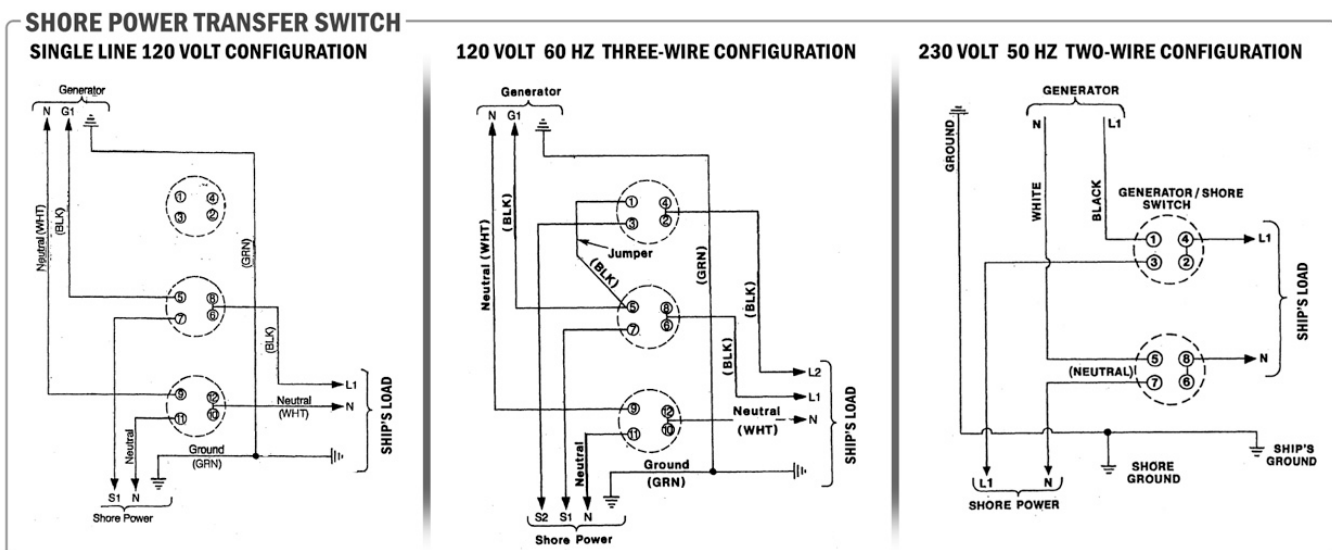 SHORE POWER TRANSFER SWITCH
SINGLE LINE 120 VOLT CONFIGURATION
Generator
N G1
Neutral (WHT)
(BLK)
(GRN)
1 4
3 2
5 8
7 6
(BLK)
9 12
11 10
L1
Neutral N
(WHT)
SHIP'S LOAD
Neutral
Ground
(GRN)
S1 N
Shore Power
120 VOLT 60 HZ THREE-WIRE CONFIGURATION
Generator
N G1
Neutral (WHT)
(BLK)
1 4
3 2
Jumper
(BLK)
(GRN)
(BLK)
5 8
7 6
(BLK)
L2
L1
9 12
11 10
Neutral N
(WHT)
SHIP'S LOAD
Neutral
Ground
(GRN)
S2 S1 N
Shore Power
230 VOLT 50 HZ TWO-WIRE CONFIGURATION
GENERATOR
N L1
GROUND
WHITE
BLACK
GENERATOR / SHORE
SWITCH
1 4 L1
3 2
SHIP'S LOAD
5 8 N
(NEUTRAL) 7 6
SHIP'S
GROUND
SHORE
GROUND
L1 N
SHORE POWER